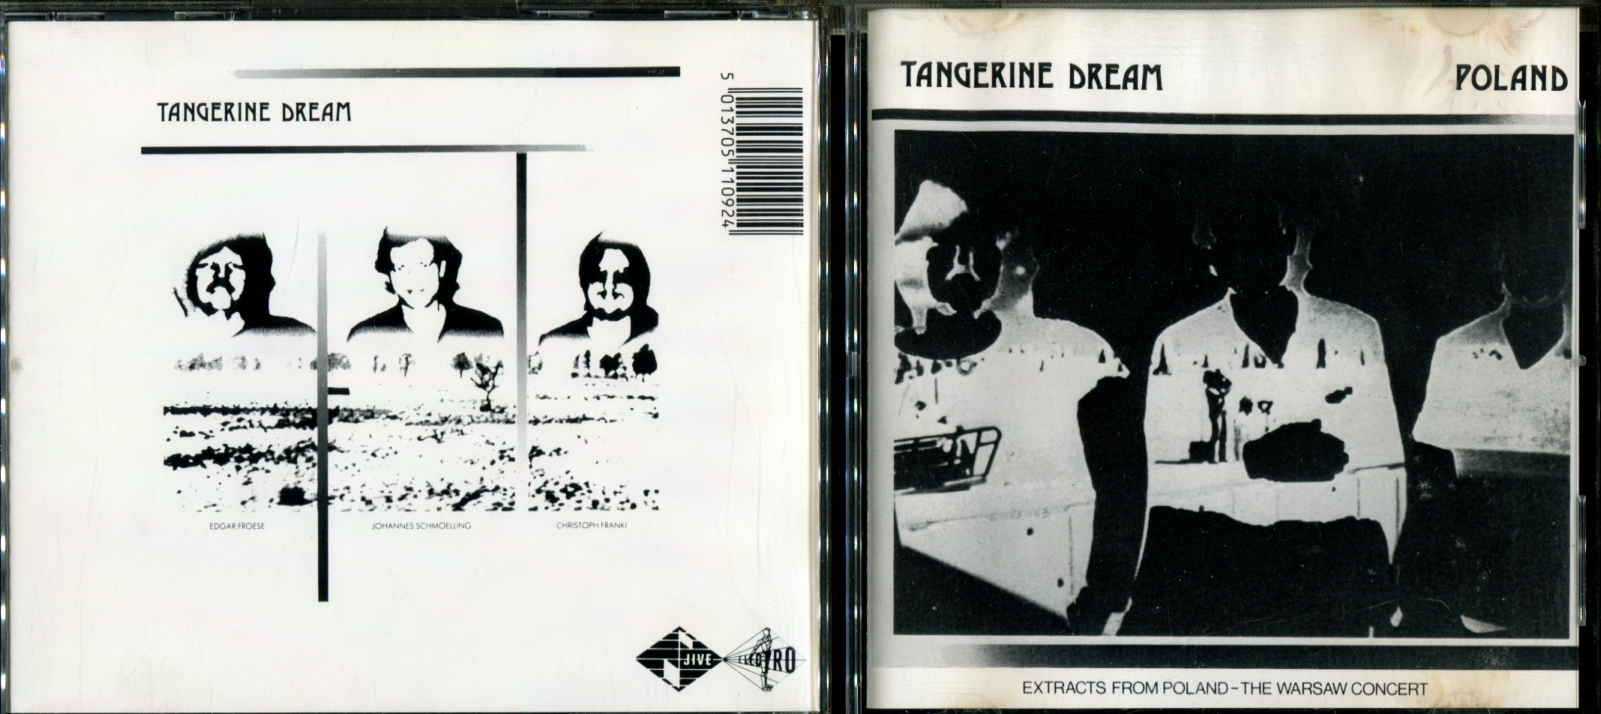 TANGERINE DREAM
5 013705 110924
EDGAR FROESE
JOHANNES SCHMOELLING
CHRISTOPH FRANKE
JIVE
ELECTRO
TANGERINE DREAM
POLAND
EXTRACTS FROM POLAND - THE WARSAW CONCERT